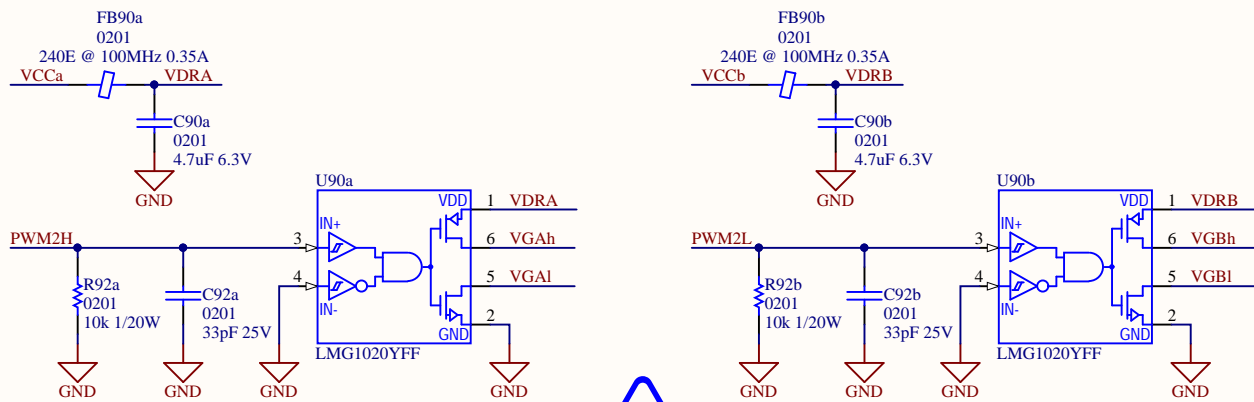 FB90a
0201
240E @ 100MHz 0.35A
VCCa
VDRA
C90a
0201
4.7uF 6.3V
GND
U90a
VDD
1
VDRA
IN+
PWM2H
3
6
VGAh
4
5
VGAl
R92a
0201
10k 1/20W
C92a
0201
33pF 25V
IN-
GND
2
LMG1020YFF
GND
GND
GND
GND
FB90b
0201
240E @ 100MHz 0.35A
VCCb
VDRB
C90b
0201
4.7uF 6.3V
GND
U90b
VDD
1
VDRB
IN+
PWM2L
3
6
VGBh
4
5
VGBl
R92b
0201
10k 1/20W
C92b
0201
33pF 25V
IN-
GND
2
LMG1020YFF
GND
GND
GND
GND